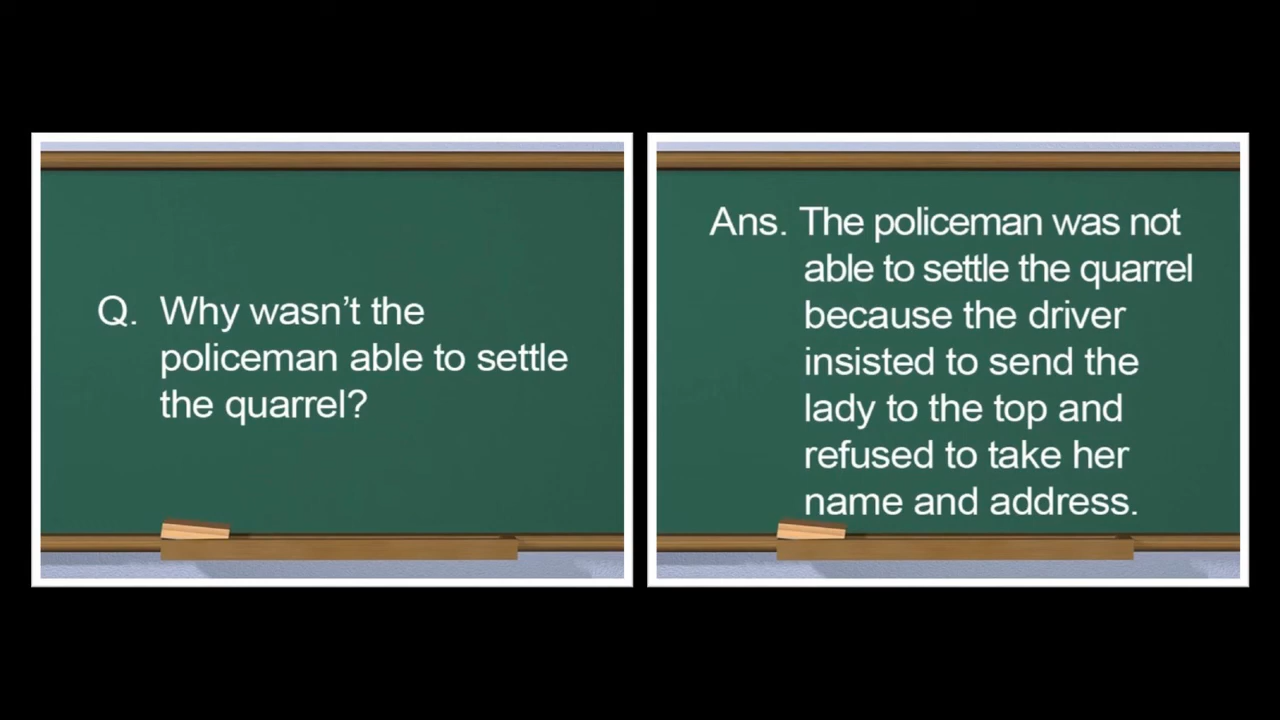 Q. Why wasn't the
policeman able to settle
the quarrel?
Ans. The policeman was not
able to settle the quarrel
because the driver
insisted to send the
lady to the top and
refused to take her
name and address.